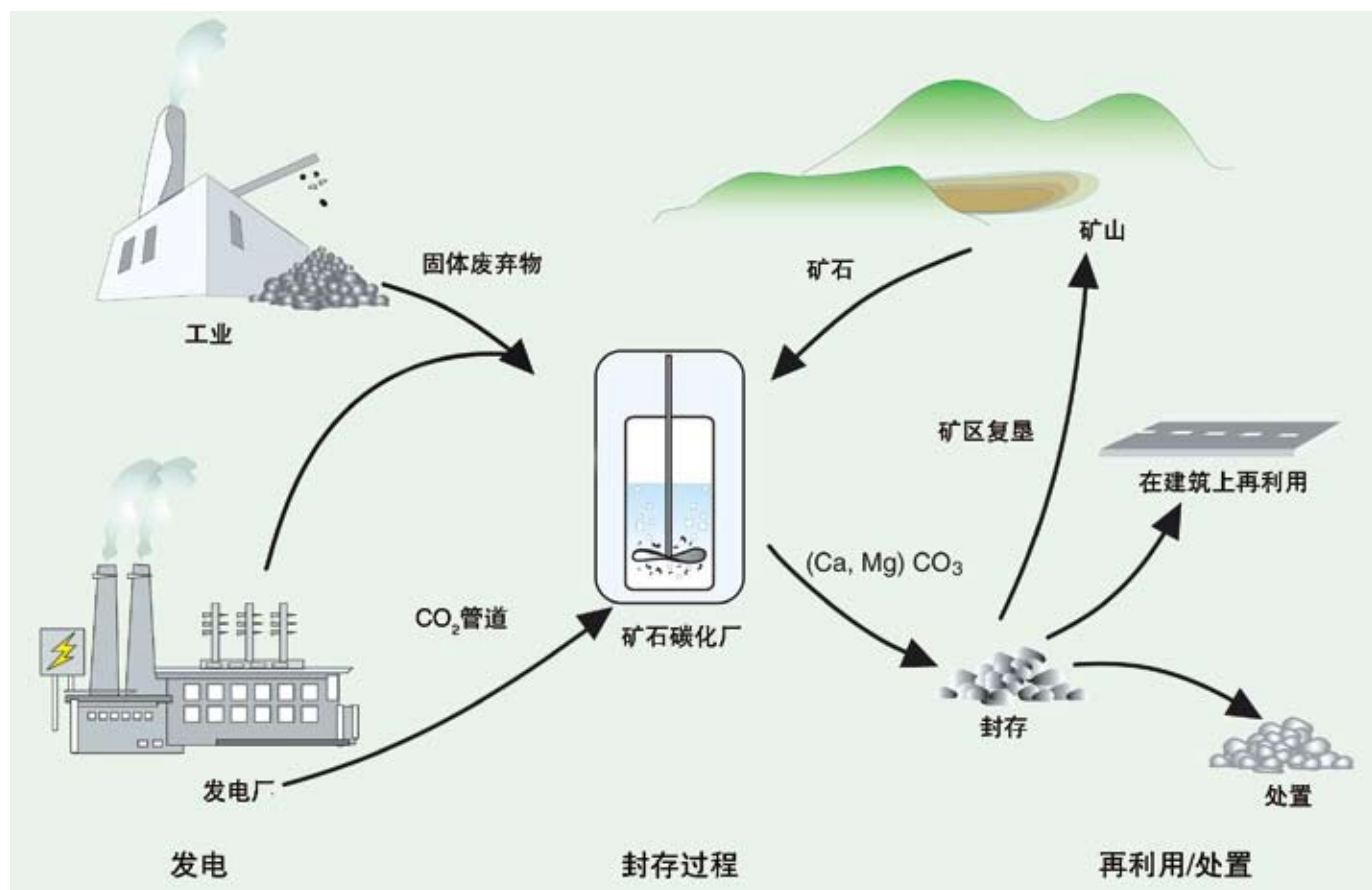 矿山
固体废弃物
矿石
工业
矿区复垦
在建筑上再利用
(Ca, Mg) CO₃
CO₂管道
矿石碳化厂
封存
发电厂
处置
发电
封存过程
再利用/处置